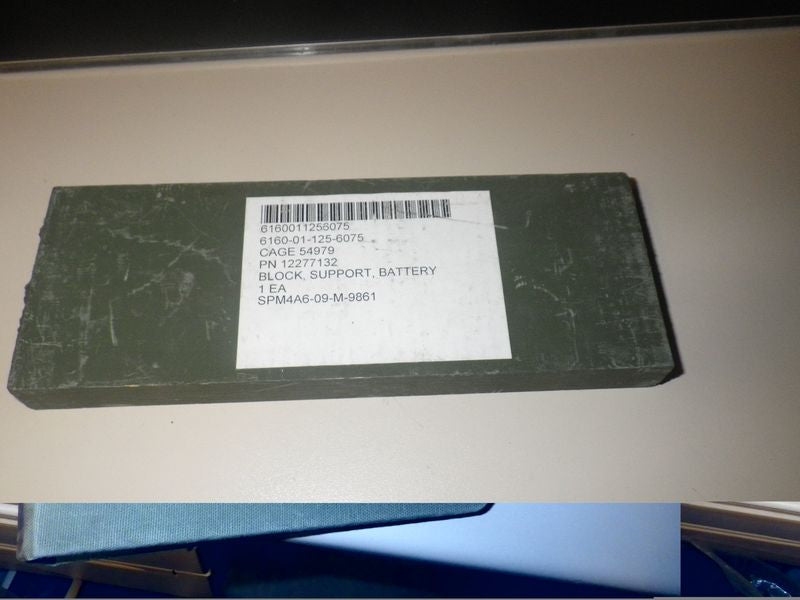 6160011256075
6160-01-125-6075
CAGE 54979
PN 12277132
BLOCK, SUPPORT, BATTERY
1 EA
SPM4A6-09-M-9861